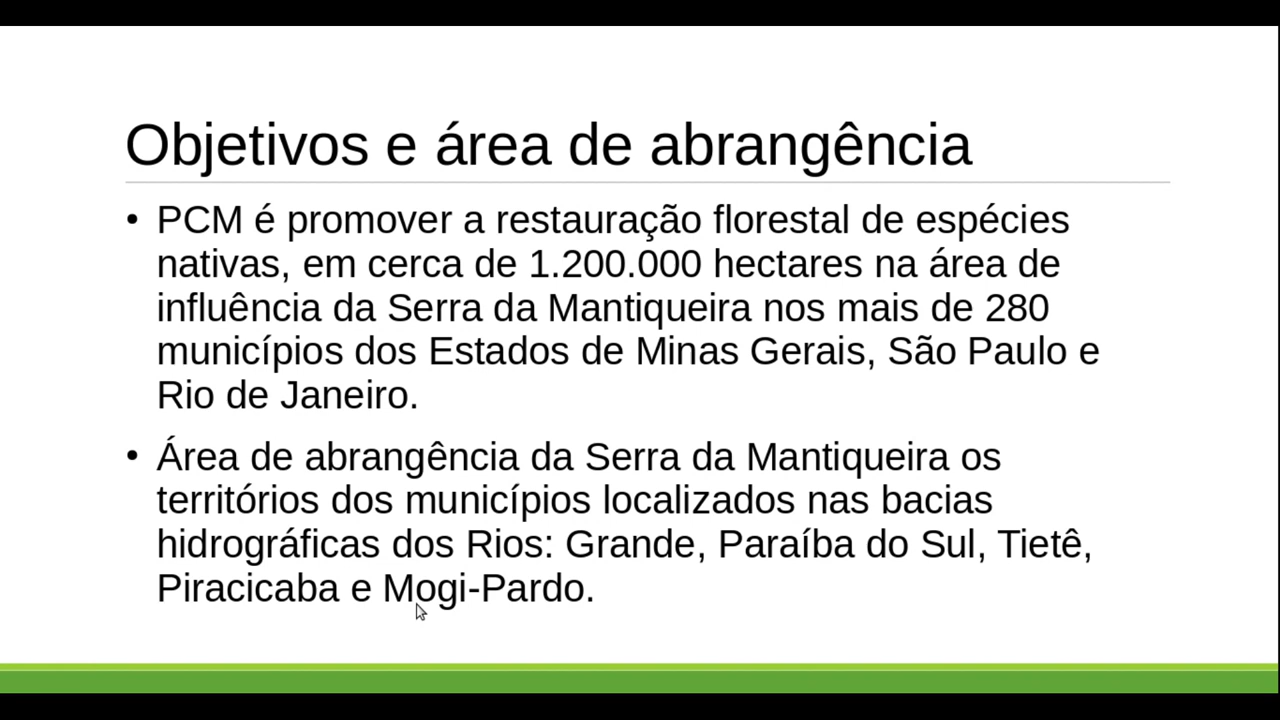 Objetivos e área de abrangência
• PCM é promover a restauração florestal de espécies
nativas, em cerca de 1.200.000 hectares na área de
influência da Serra da Mantiqueira nos mais de 280
municípios dos Estados de Minas Gerais, São Paulo e
Rio de Janeiro.
• Área de abrangência da Serra da Mantiqueira os
territórios dos municípios localizados nas bacias
hidrográficas dos Rios: Grande, Paraíba do Sul, Tietê,
Piracicaba e Mogi-Pardo.